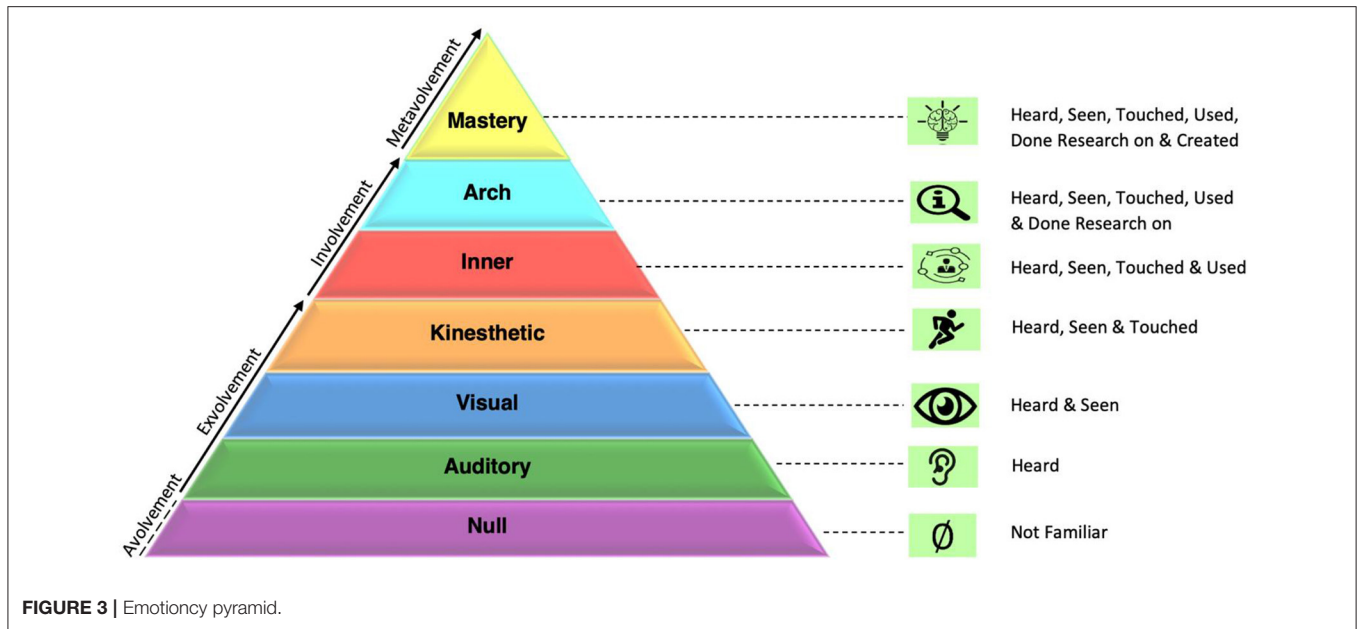 Metavolvement
Mastery
Heard, Seen, Touched, Used,
Done Research on & Created
Involvement
Arch
Heard, Seen, Touched, Used
& Done Research on
Inner
Heard, Seen, Touched & Used
Exvolvement
Kinesthetic
Heard, Seen & Touched
Visual
Heard & Seen
Auditory
Heard
Avolvement
Null
Ø
Not Familiar
FIGURE 3 | Emotioncy pyramid.